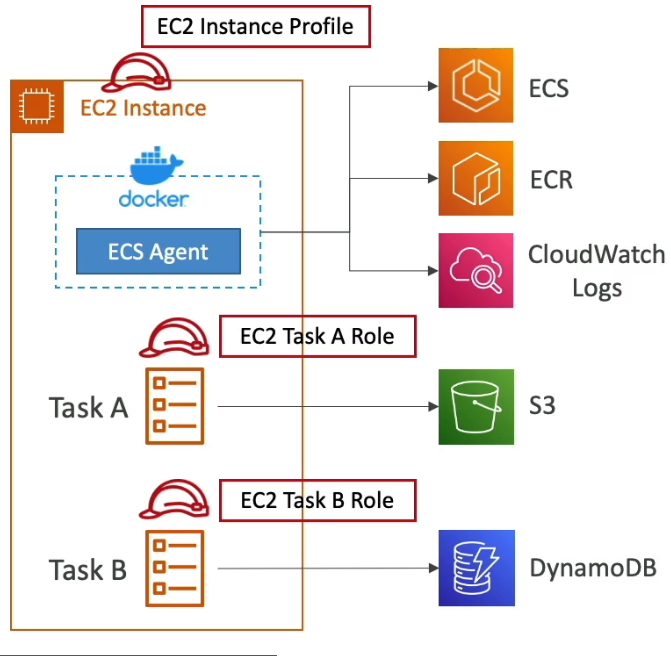 EC2 Instance Profile
EC2 Instance
ECS
docker
ECS Agent
ECR
CloudWatch
Logs
EC2 Task A Role
Task A
S3
EC2 Task B Role
Task B
DynamoDB